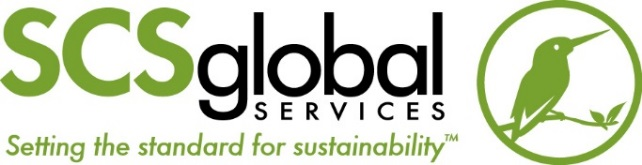 SCSglobal
SERVICES
Setting the standard for sustainability™